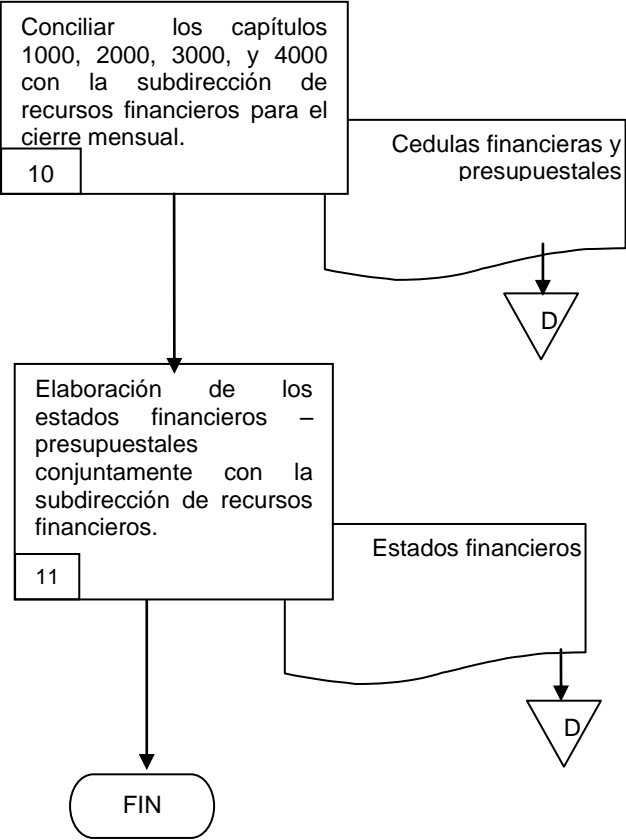 Conciliar los capítulos
1000, 2000, 3000, y 4000
con la subdirección de
recursos financieros para el
cierre mensual.
10
Cedulas financieras y
presupuestales
D
Elaboración de los
estados financieros –
presupuestales
conjuntamente con la
subdirección de recursos
financieros.
11
Estados financieros
D
FIN